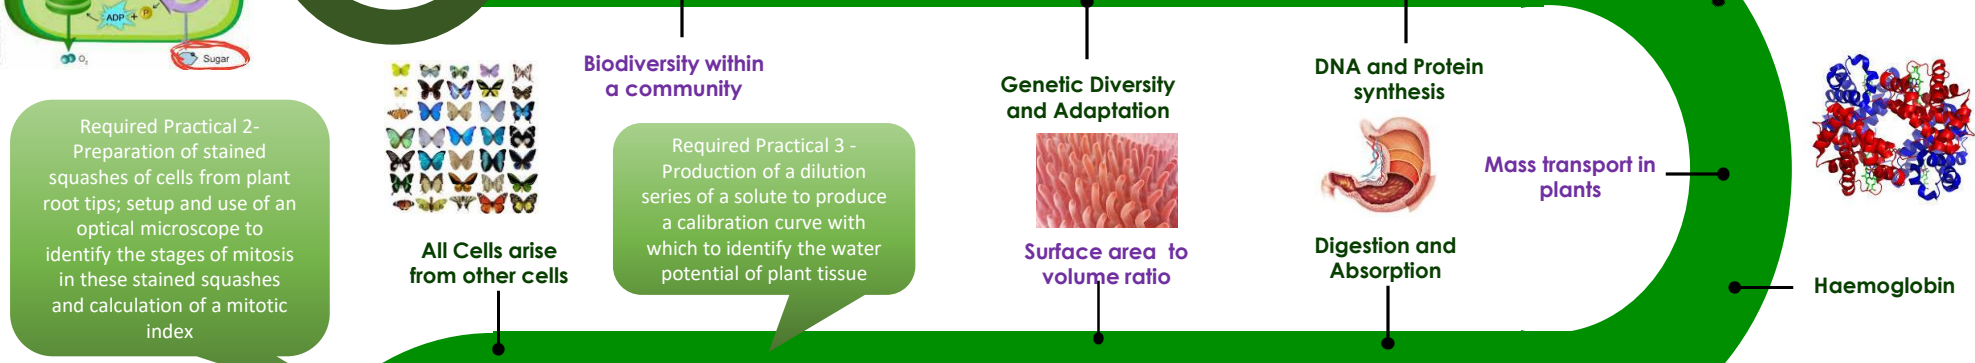 ADP + P
O₂
Sugar
Required Practical 2-
Preparation of stained
squashes of cells from plant
root tips; setup and use of an
optical microscope to
identify the stages of mitosis
in these stained squashes
and calculation of a mitotic
index
All Cells arise
from other cells
Biodiversity within
a community
Required Practical 3 -
Production of a dilution
series of a solute to produce
a calibration curve with
which to identify the water
potential of plant tissue
Genetic Diversity
and Adaptation
Surface area to
volume ratio
DNA and Protein
synthesis
Digestion and
Absorption
Mass transport in
plants
Haemoglobin